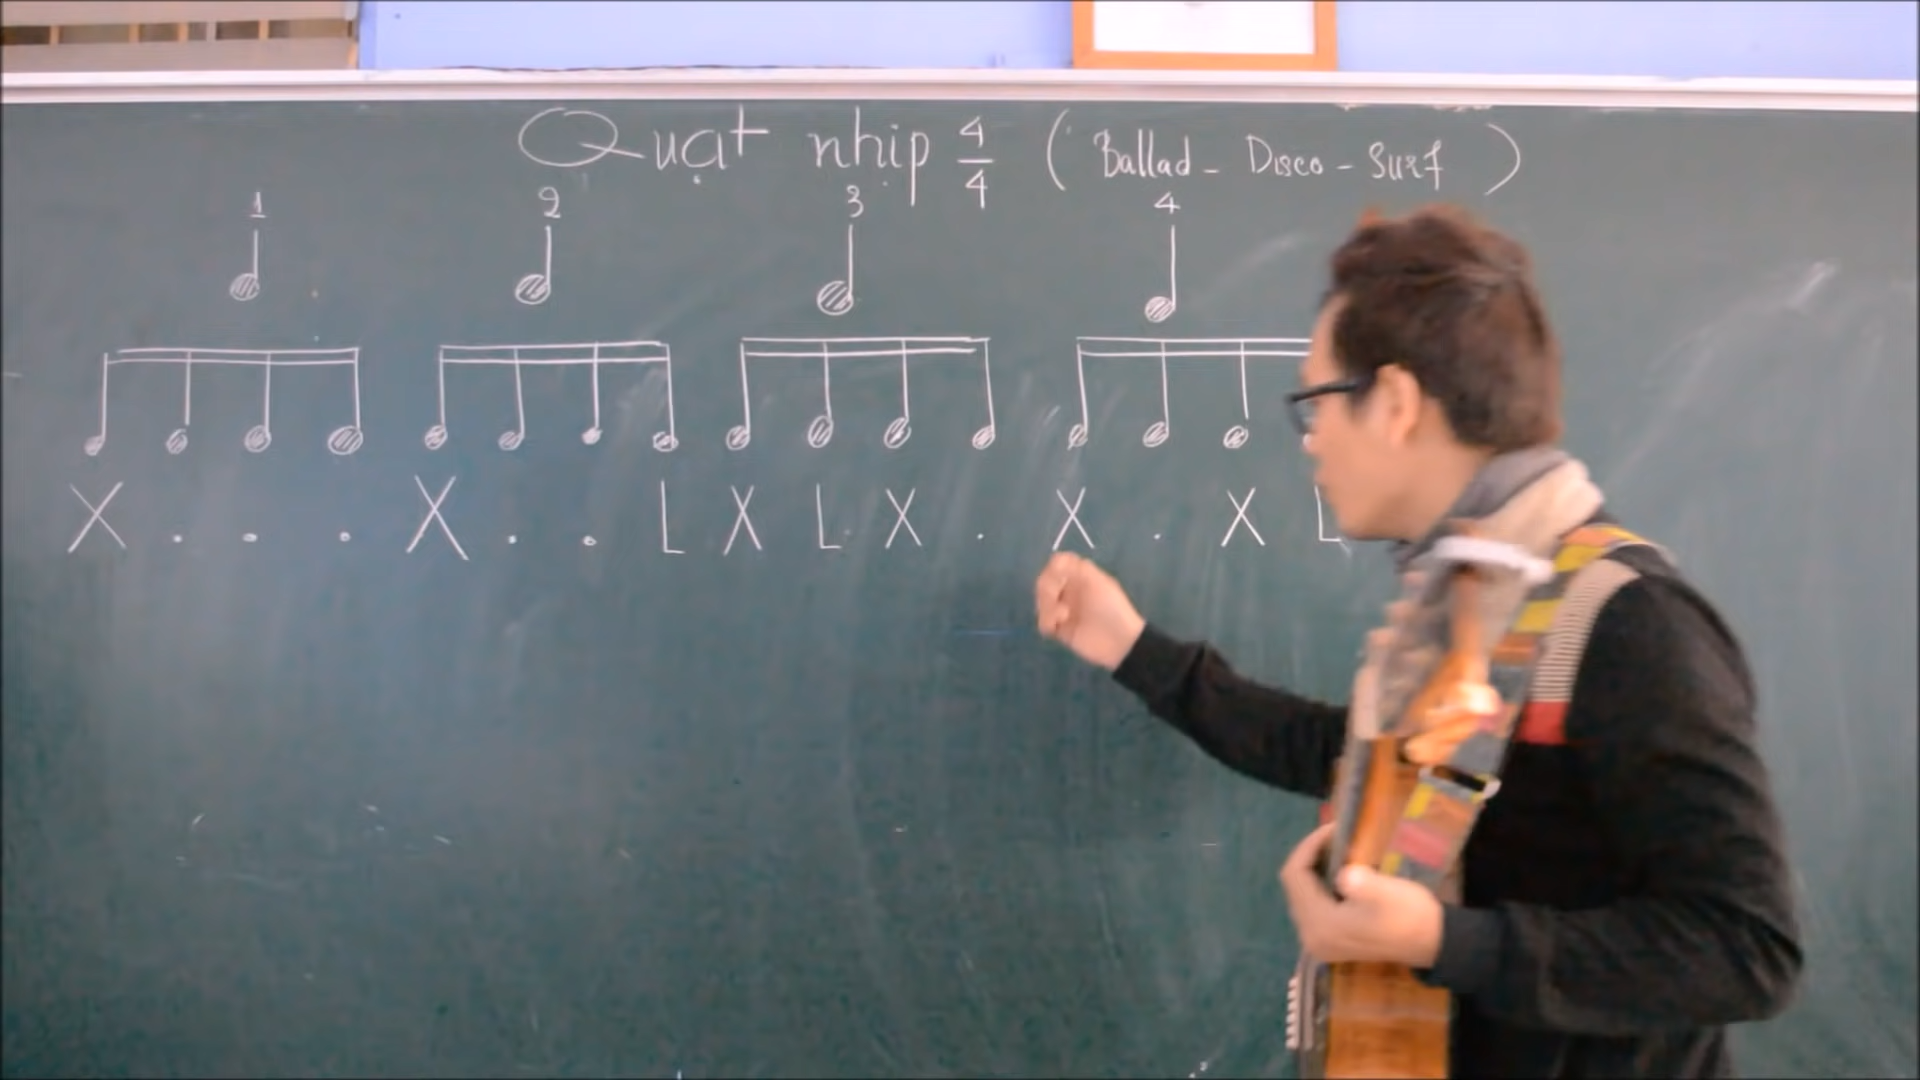 Quạt nhịp 4/4 ( Ballad - Disco - Surf )
1 2 3 4
X . . . X . . L X L X . X . X L